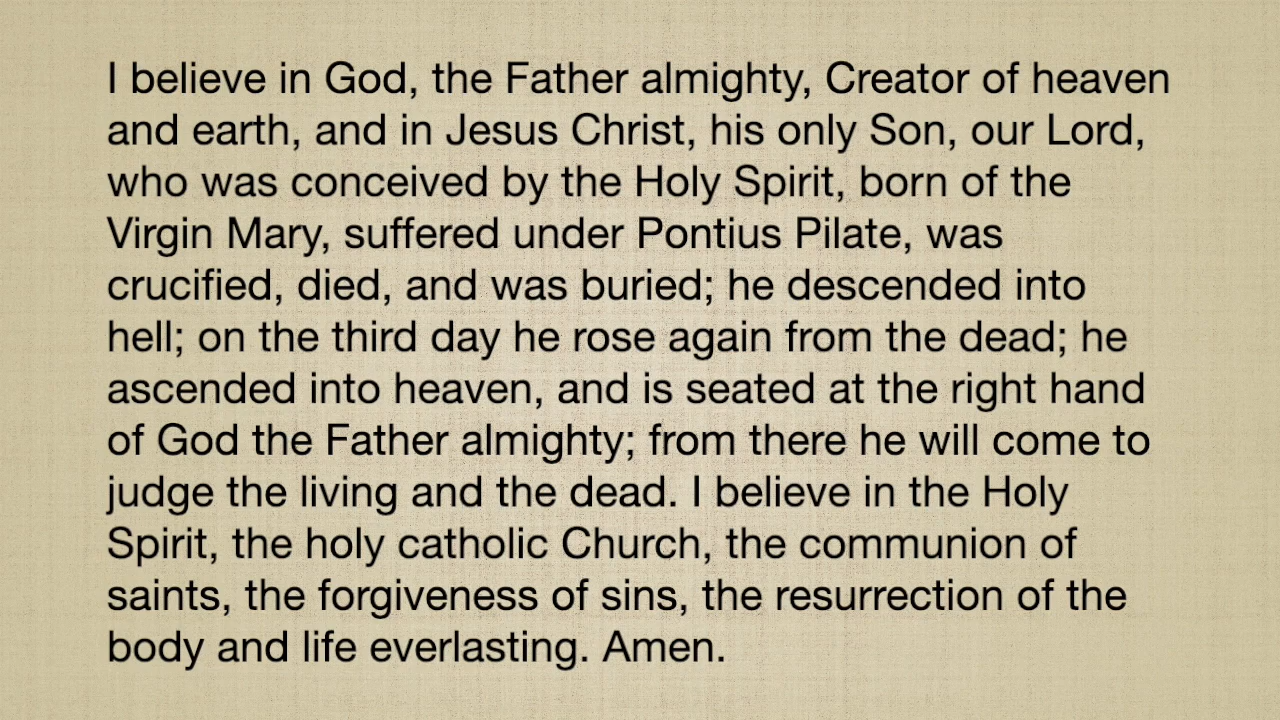 I believe in God, the Father almighty, Creator of heaven
and earth, and in Jesus Christ, his only Son, our Lord,
who was conceived by the Holy Spirit, born of the
Virgin Mary, suffered under Pontius Pilate, was
crucified, died, and was buried; he descended into
hell; on the third day he rose again from the dead; he
ascended into heaven, and is seated at the right hand
of God the Father almighty; from there he will come to
judge the living and the dead. I believe in the Holy
Spirit, the holy catholic Church, the communion of
saints, the forgiveness of sins, the resurrection of the
body and life everlasting. Amen.